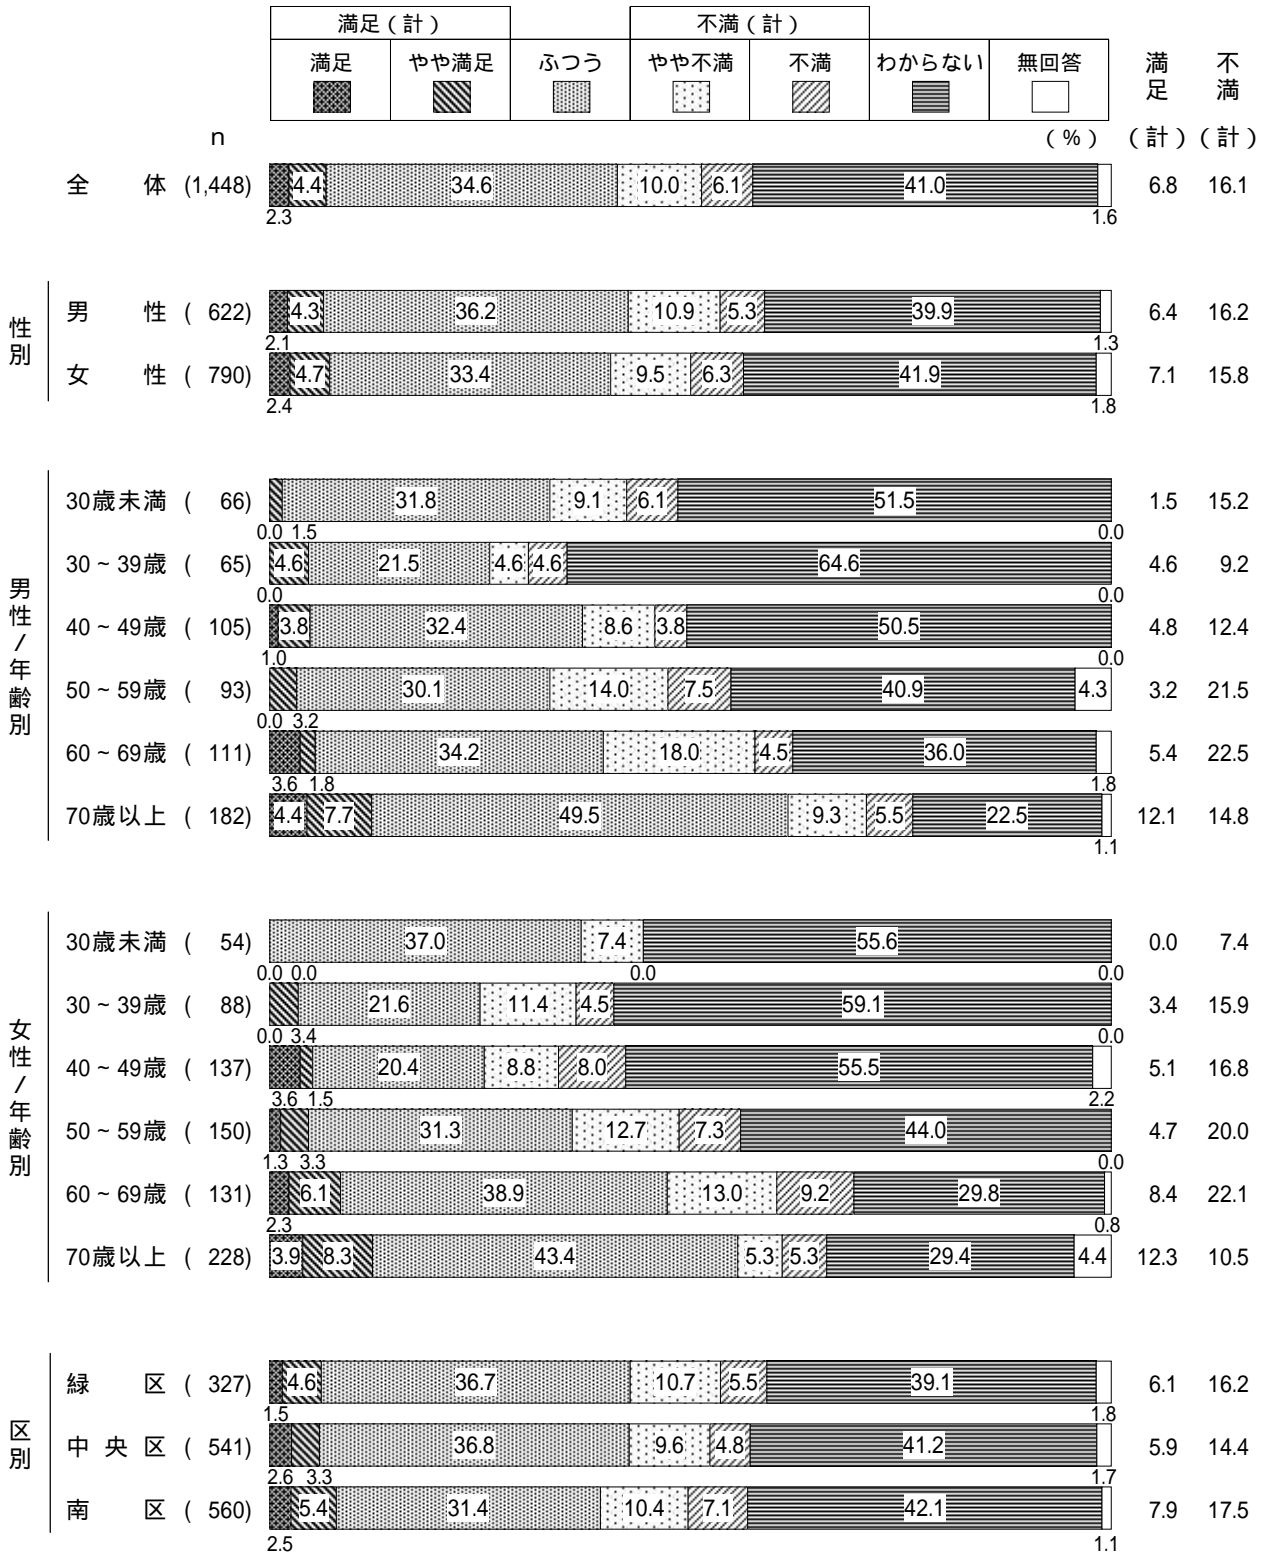 満足（計） 不満（計）
満足 やや満足 ふつう やや不満 不満 わからない 無回答 満足 不満
n （％） （計） （計）
全体 (1,448) 4.4 34.6 10.0 6.1 41.0 6.8 16.1
2.3 1.6
性別
男性 ( 622) 4.3 36.2 10.9 5.3 39.9 6.4 16.2
2.1 1.3
女性 ( 790) 4.7 33.4 9.5 6.3 41.9 7.1 15.8
2.4 1.8
男性/年齢別
30歳未満 ( 66) 31.8 9.1 6.1 51.5 1.5 15.2
0.0 1.5 0.0
30~39歳 ( 65) 4.6 21.5 4.6 4.6 64.6 4.6 9.2
0.0 0.0
40~49歳 ( 105) 3.8 32.4 8.6 3.8 50.5 4.8 12.4
1.0 0.0
50~59歳 ( 93) 30.1 14.0 7.5 40.9 4.3 3.2 21.5
0.0 3.2
60~69歳 ( 111) 34.2 18.0 4.5 36.0 5.4 22.5
3.6 1.8 1.8
70歳以上 ( 182) 4.4 7.7 49.5 9.3 5.5 22.5 12.1 14.8
1.1
女性/年齢別
30歳未満 ( 54) 37.0 7.4 55.6 0.0 7.4
0.0 0.0 0.0 0.0
30~39歳 ( 88) 21.6 11.4 4.5 59.1 3.4 15.9
0.0 3.4 0.0
40~49歳 ( 137) 20.4 8.8 8.0 55.5 5.1 16.8
3.6 1.5 2.2
50~59歳 ( 150) 31.3 12.7 7.3 44.0 4.7 20.0
1.3 3.3 0.0
60~69歳 ( 131) 6.1 38.9 13.0 9.2 29.8 8.4 22.1
2.3 0.8
70歳以上 ( 228) 3.9 8.3 43.4 5.3 5.3 29.4 4.4 12.3 10.5
区別
緑区 ( 327) 4.6 36.7 10.7 5.5 39.1 6.1 16.2
1.5 1.8
中央区 ( 541) 36.8 9.6 4.8 41.2 5.9 14.4
2.6 3.3 1.7
南区 ( 560) 5.4 31.4 10.4 7.1 42.1 7.9 17.5
2.5 1.1